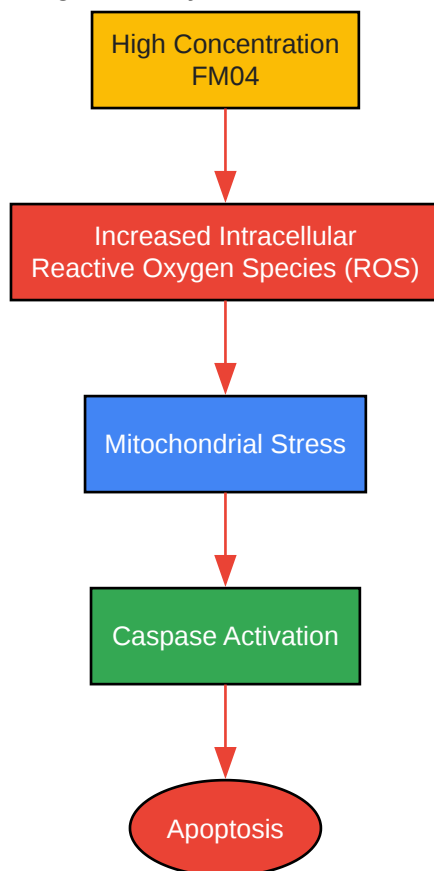 High Concentration
FM04
Increased Intracellular
Reactive Oxygen Species (ROS)
Mitochondrial Stress
Caspase Activation
Apoptosis